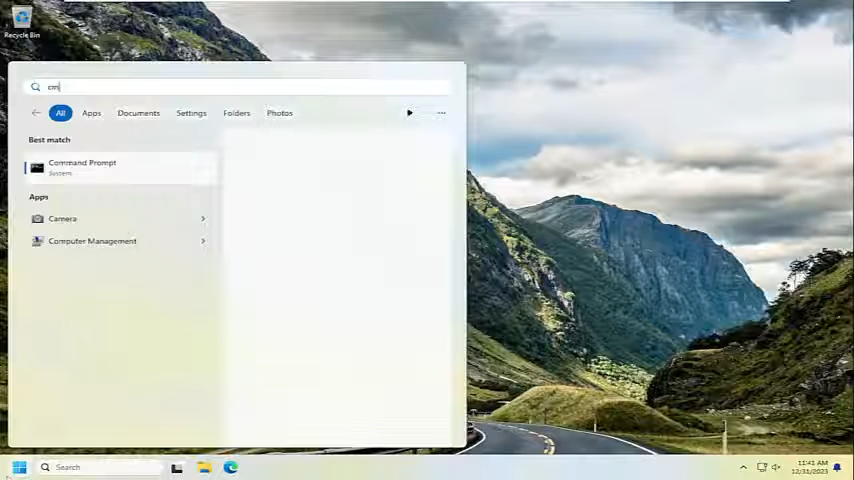 Recycle Bin
cm
All Apps Documents Settings Folders Photos
Best match
Command Prompt
System
Apps
Camera
Computer Management
Search
11:41 AM
12/31/2023